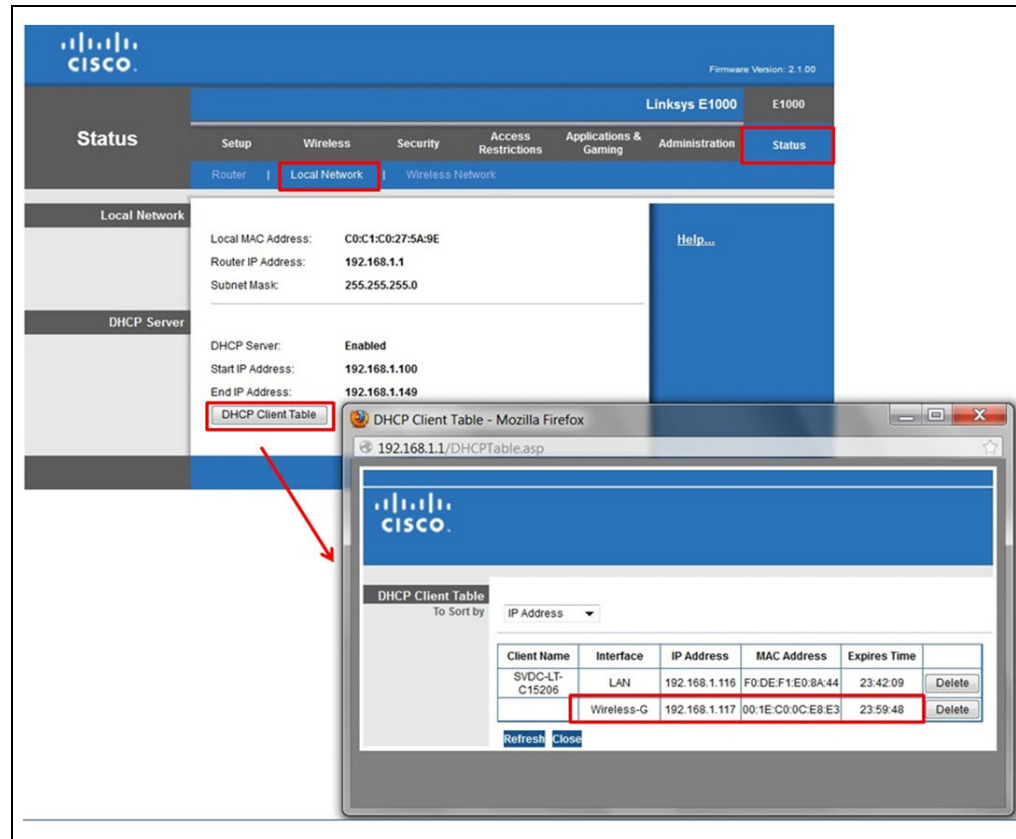 CISCO.
Firmware Version: 2.1.00
Linksys E1000 E1000
Status
Setup Wireless Security Access Restrictions Applications & Gaming Administration Status
Router | Local Network | Wireless Network
Local Network
Local MAC Address: C0:C1:C0:27:5A:9E
Router IP Address: 192.168.1.1
Subnet Mask: 255.255.255.0
Help...
DHCP Server
DHCP Server: Enabled
Start IP Address: 192.168.1.100
End IP Address: 192.168.1.149
DHCP Client Table
DHCP Client Table - Mozilla Firefox
192.168.1.1/DHCPTable.asp
CISCO.
DHCP Client Table
To Sort by IP Address
Client Name Interface IP Address MAC Address Expires Time
SVDC-LT-C15206 LAN 192.168.1.116 F0:DE:F1:E0:8A:44 23:42:09 Delete
Wireless-G 192.168.1.117 00:1E:C0:0C:E8:E3 23:59:48 Delete
Refresh Close